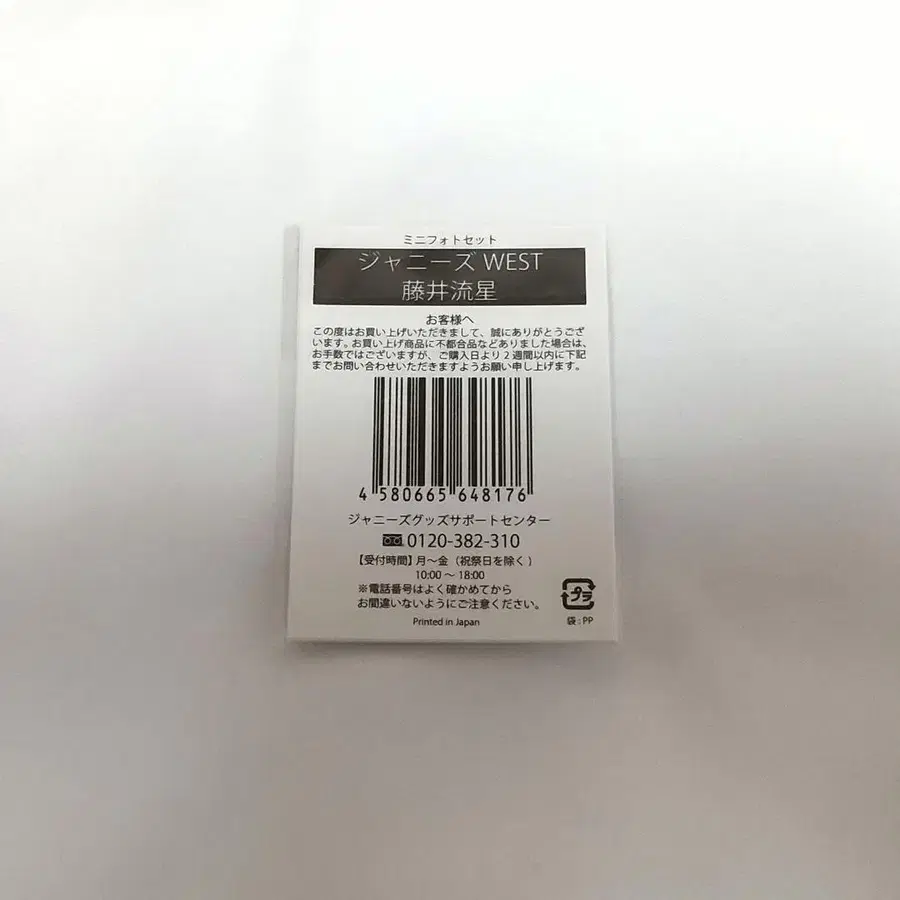 ミニフォトセット
ジャニーズ WEST
藤井流星
お客様へ
この度はお買い上げいただきまして、誠にありがとうござ
います。お買い上げ商品に不都合品などありました場合は、
お手数ではございますが、ご購入日より2週間以内に下記
までお問い合わせいただきますようお願い申し上げます。
4 580665 648176
ジャニーズグッズサポートセンター
0120-382-310
【受付時間】月〜金（祝祭日を除く）
10:00 〜 18:00
※電話番号はよく確かめてから
お間違いないようにご注意ください。
プラ
袋：PP
Printed in Japan